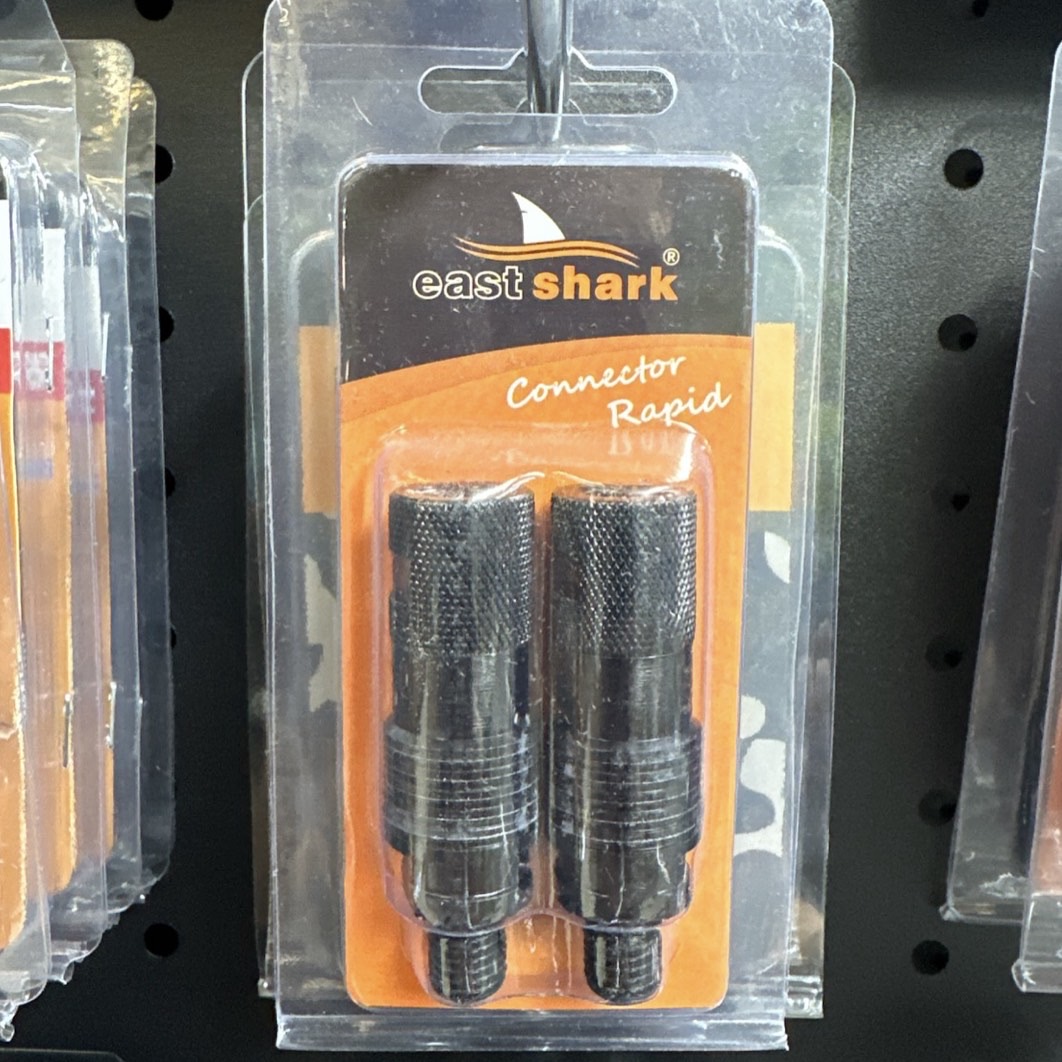 east shark®
Connector
Rapid